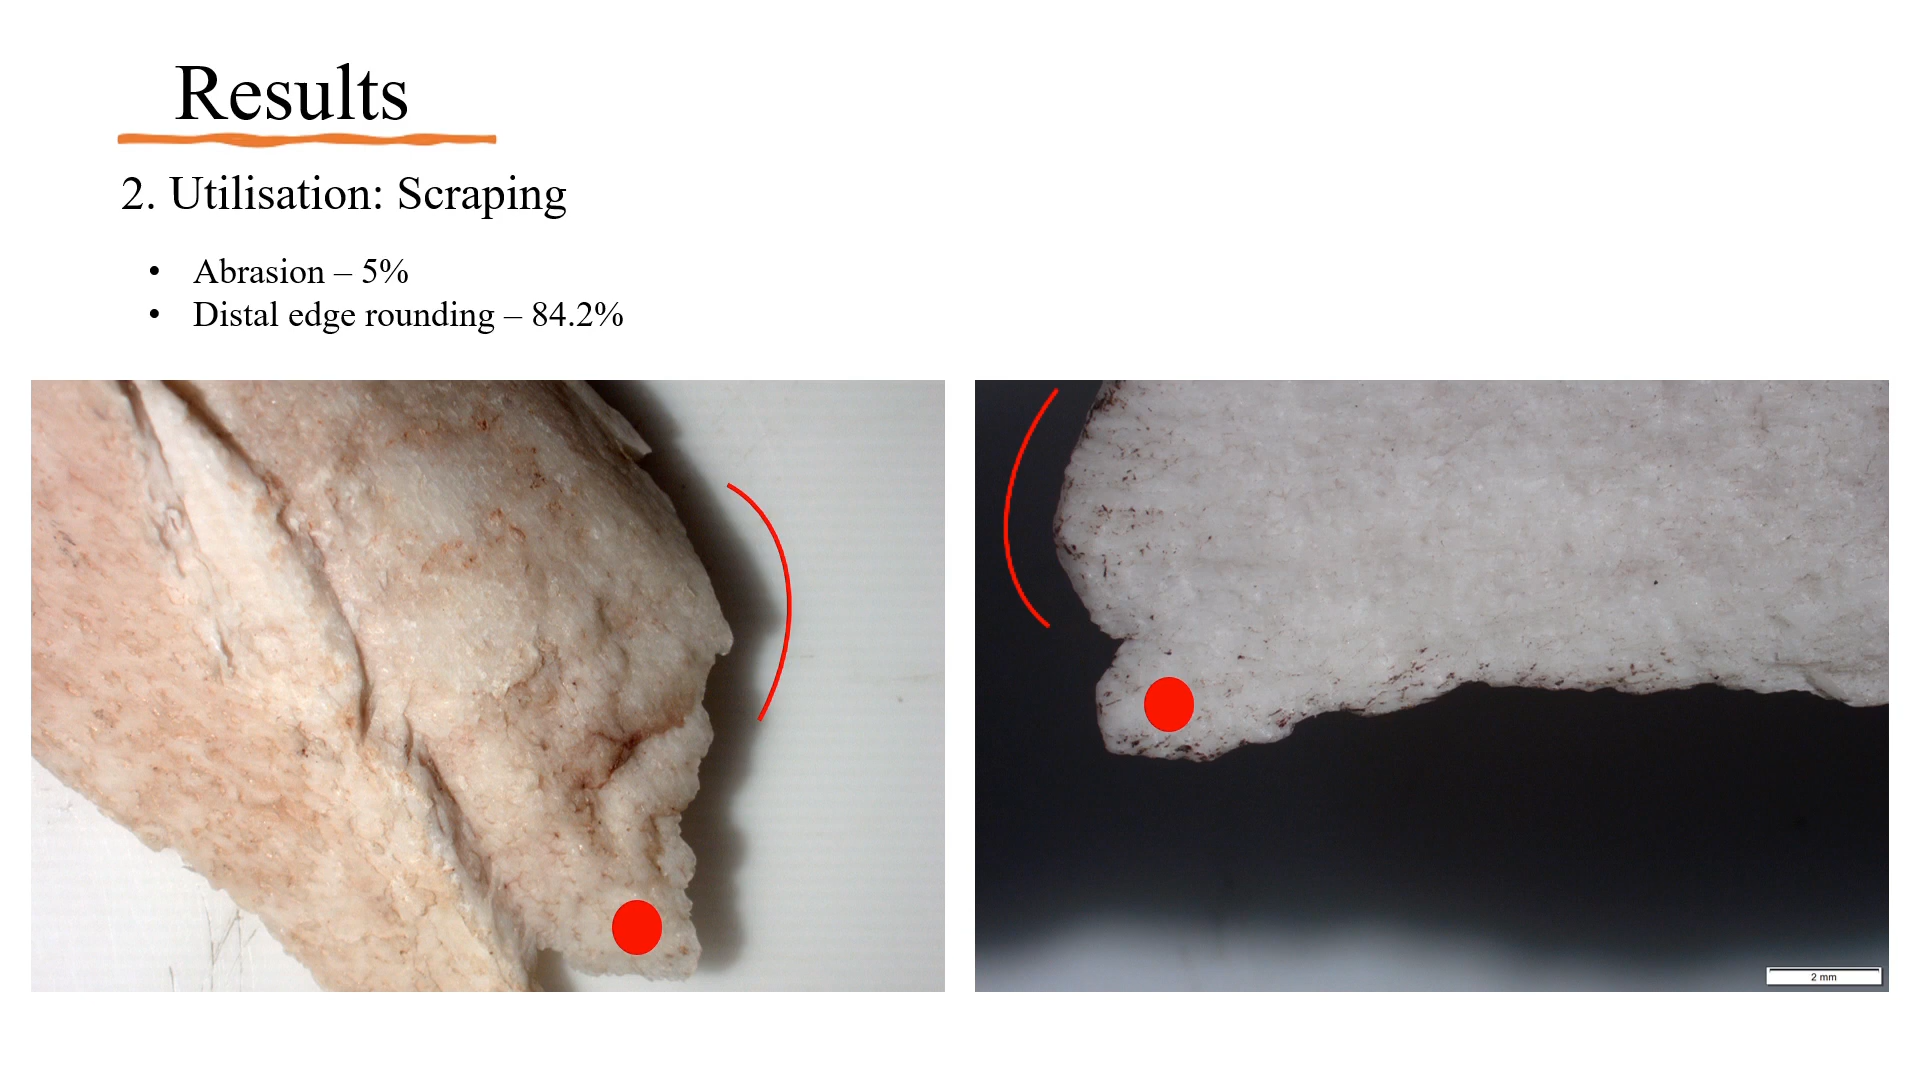 Results
2. Utilisation: Scraping
• Abrasion – 5%
• Distal edge rounding – 84.2%
2 mm